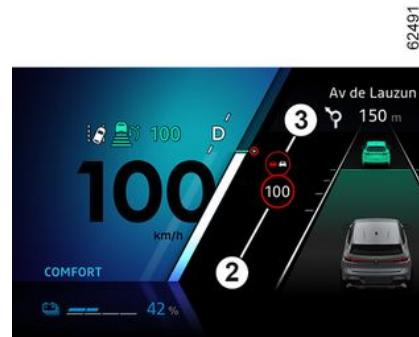 62491
Av de Lauzun
150 m
3
100
D
100
100
km/h
2
COMFORT
42 %